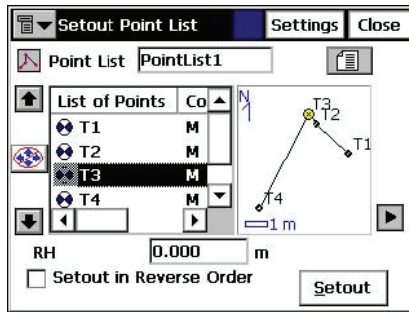 Setout Point List Settings Close
Point List PointList1
List of Points Co
T1 M
T2 M
T3 M
T4 M
N
T3
T2
T1
T4
1 m
RH 0.000 m
Setout in Reverse Order
Setout